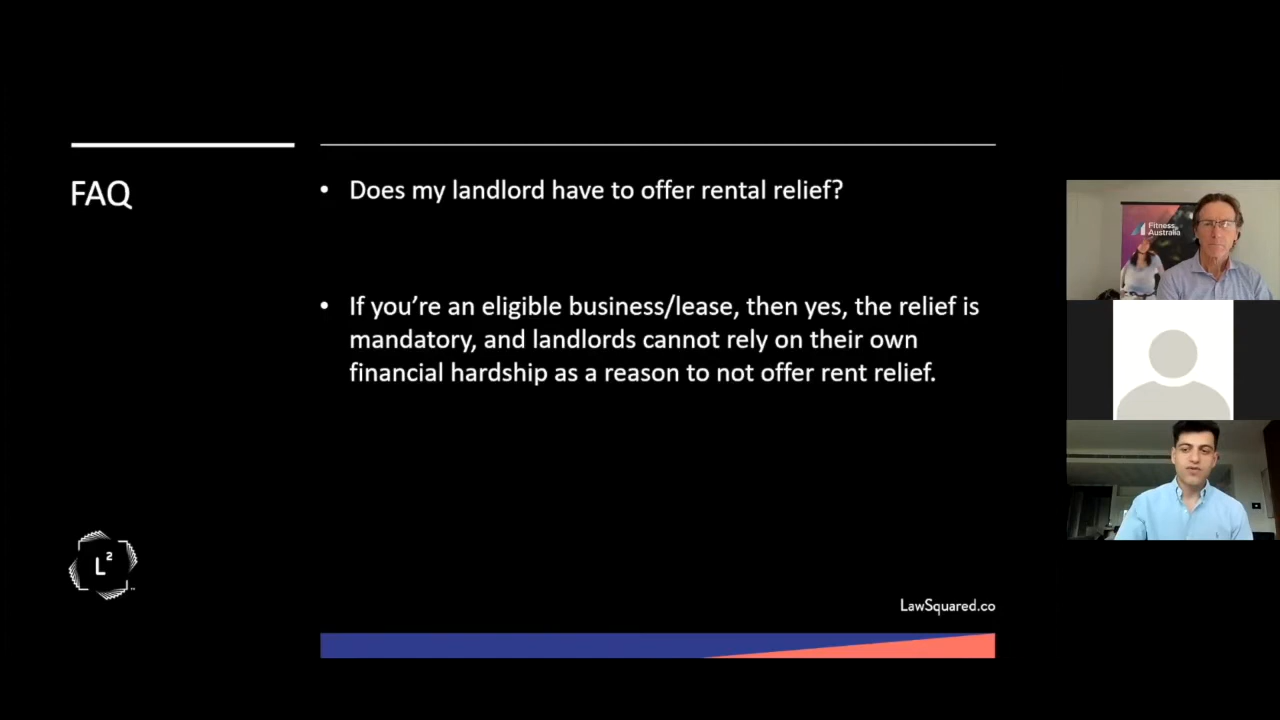 FAQ
• Does my landlord have to offer rental relief?
• If you’re an eligible business/lease, then yes, the relief is
mandatory, and landlords cannot rely on their own
financial hardship as a reason to not offer rent relief.
Fitness
Australia
L²
LawSquared.co